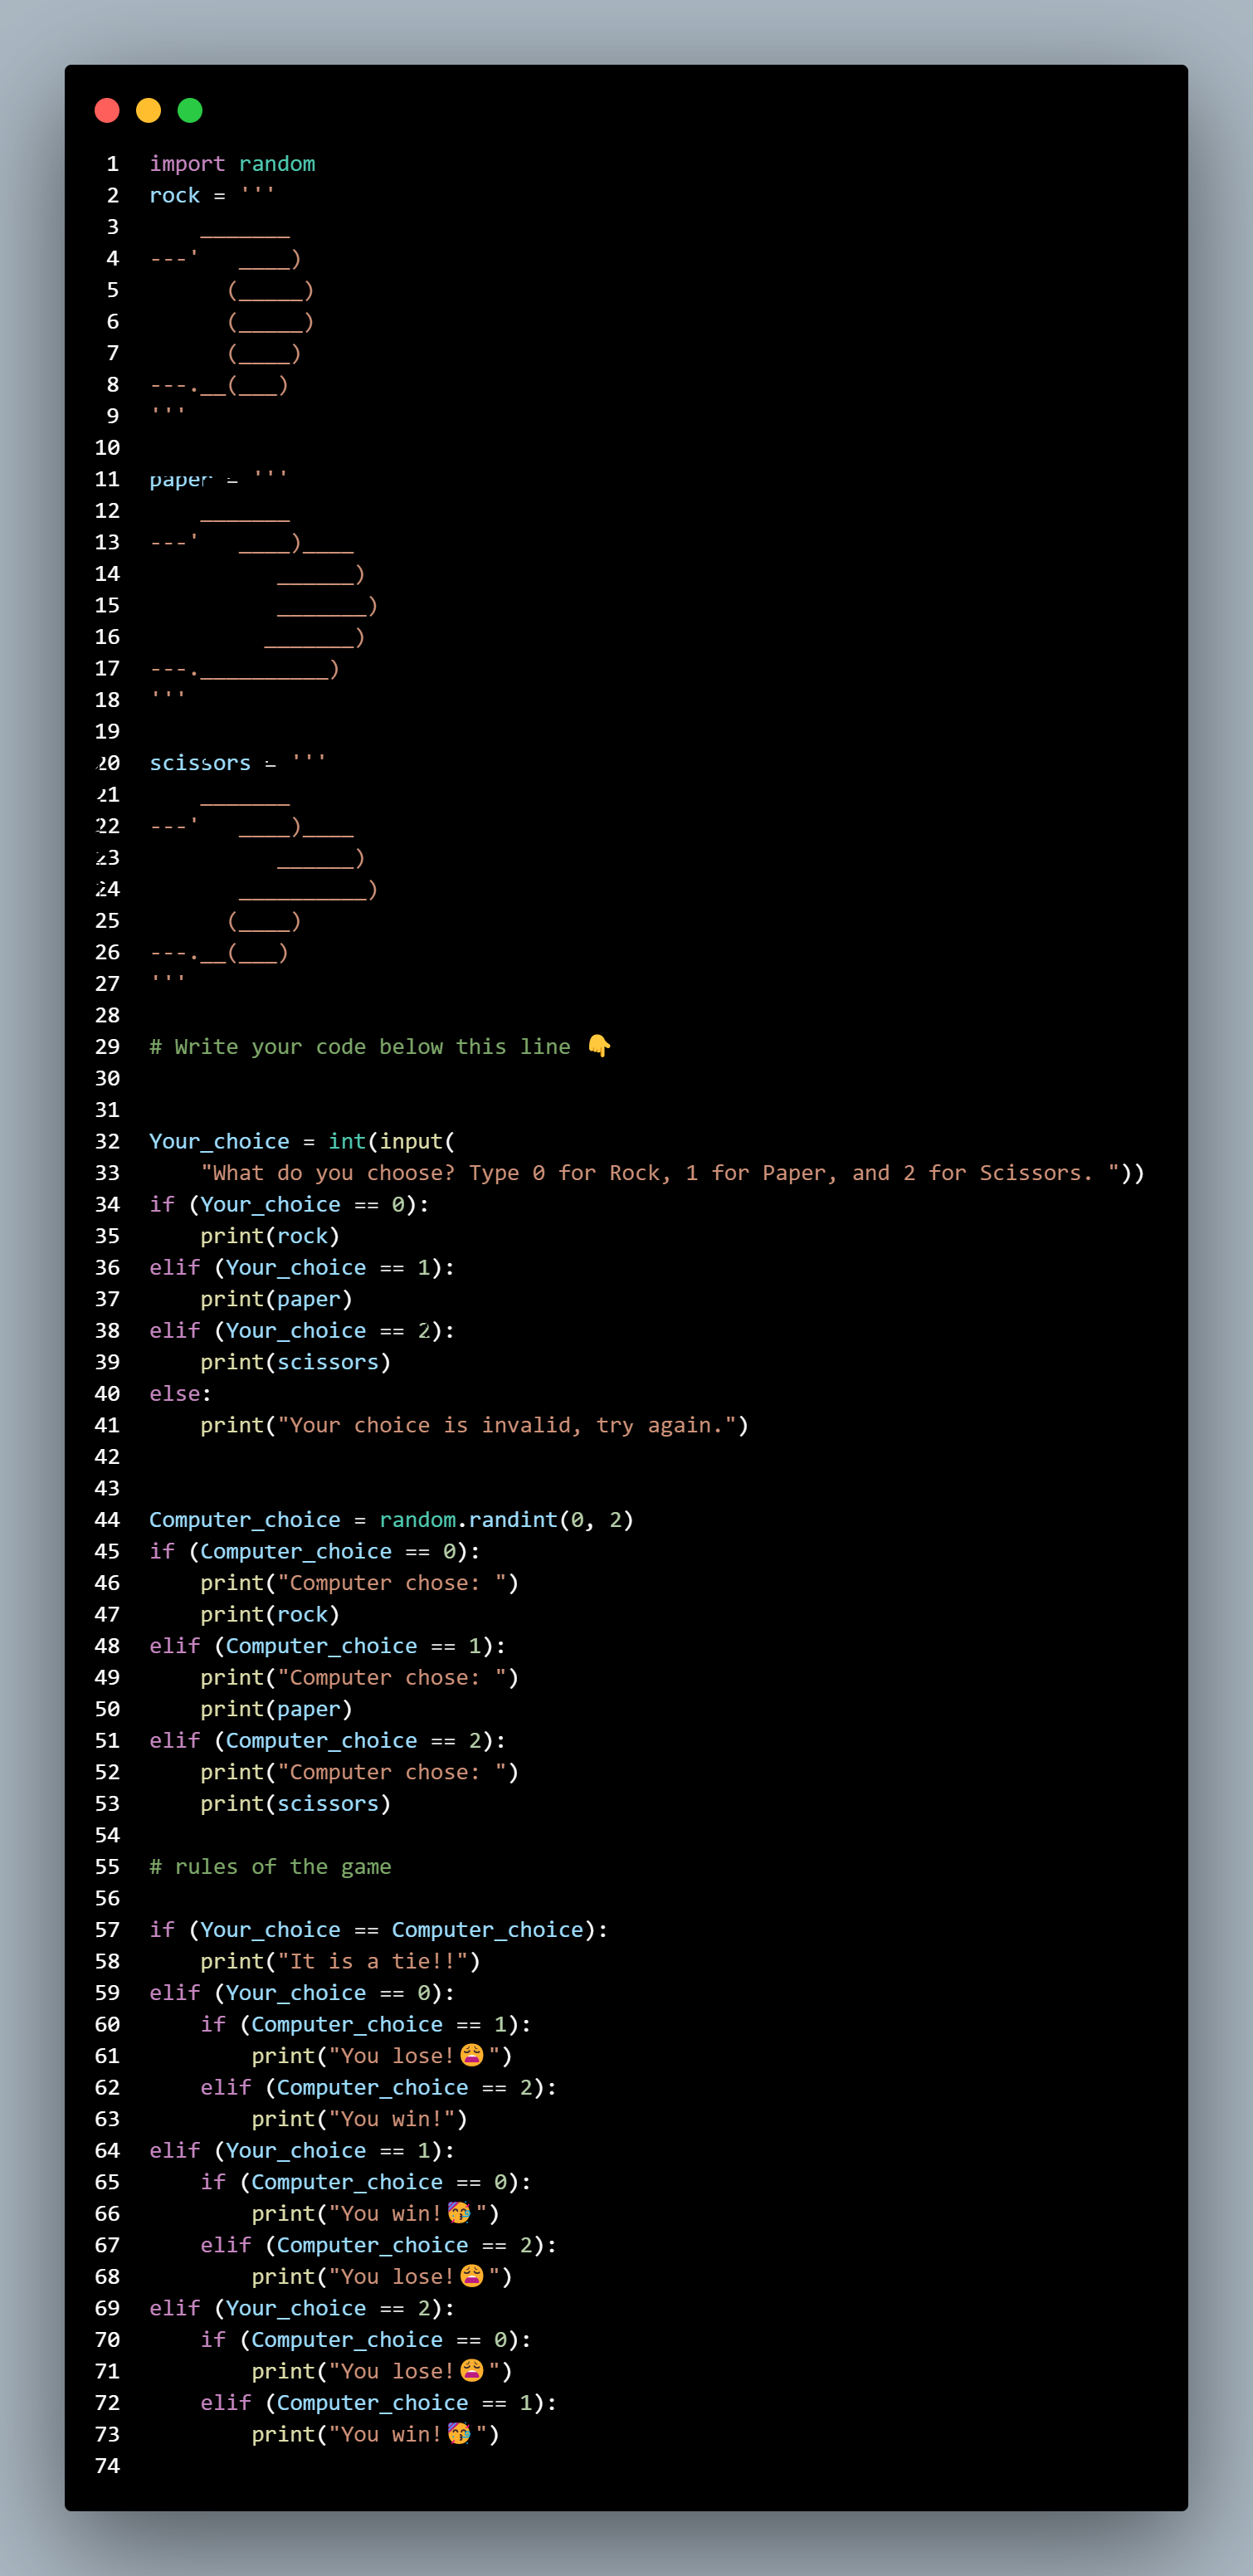 1 import random
2 rock = '''
3     _______
4 ---'   ____)
5       (_____)
6       (_____)
7       (____)
8 ---.__(___)
9 '''
10
11 paper = '''
12     _______
13 ---'   ____)____
14           ______)
15           _______)
16          _______)
17 ---.__________)
18 '''
19
20 scissors = '''
21     _______
22 ---'   ____)____
23           ______)
24        __________)
25       (____)
26 ---.__(___)
27 '''
28
29 # Write your code below this line 👇
30
31
32 Your_choice = int(input(
33     "What do you choose? Type 0 for Rock, 1 for Paper, and 2 for Scissors. "))
34 if (Your_choice == 0):
35     print(rock)
36 elif (Your_choice == 1):
37     print(paper)
38 elif (Your_choice == 2):
39     print(scissors)
40 else:
41     print("Your choice is invalid, try again.")
42
43
44 Computer_choice = random.randint(0, 2)
45 if (Computer_choice == 0):
46     print("Computer chose: ")
47     print(rock)
48 elif (Computer_choice == 1):
49     print("Computer chose: ")
50     print(paper)
51 elif (Computer_choice == 2):
52     print("Computer chose: ")
53     print(scissors)
54
55 # rules of the game
56
57 if (Your_choice == Computer_choice):
58     print("It is a tie!!")
59 elif (Your_choice == 0):
60     if (Computer_choice == 1):
61         print("You lose!😩")
62     elif (Computer_choice == 2):
63         print("You win!")
64 elif (Your_choice == 1):
65     if (Computer_choice == 0):
66         print("You win!🥳")
67     elif (Computer_choice == 2):
68         print("You lose!😩")
69 elif (Your_choice == 2):
70     if (Computer_choice == 0):
71         print("You lose!😩")
72     elif (Computer_choice == 1):
73         print("You win!🥳")
74